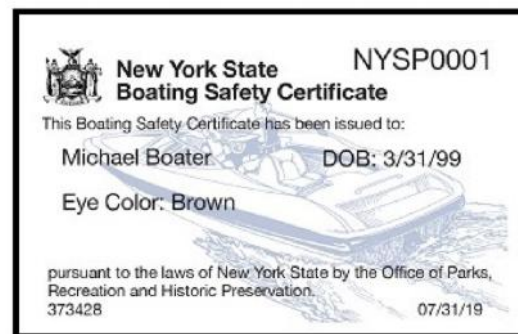 NYSP0001
New York State
Boating Safety Certificate
This Boating Safety Certificate has been issued to:
Michael Boater DOB: 3/31/99
Eye Color: Brown
pursuant to the laws of New York State by the Office of Parks,
Recreation and Historic Preservation.
373428 07/31/19